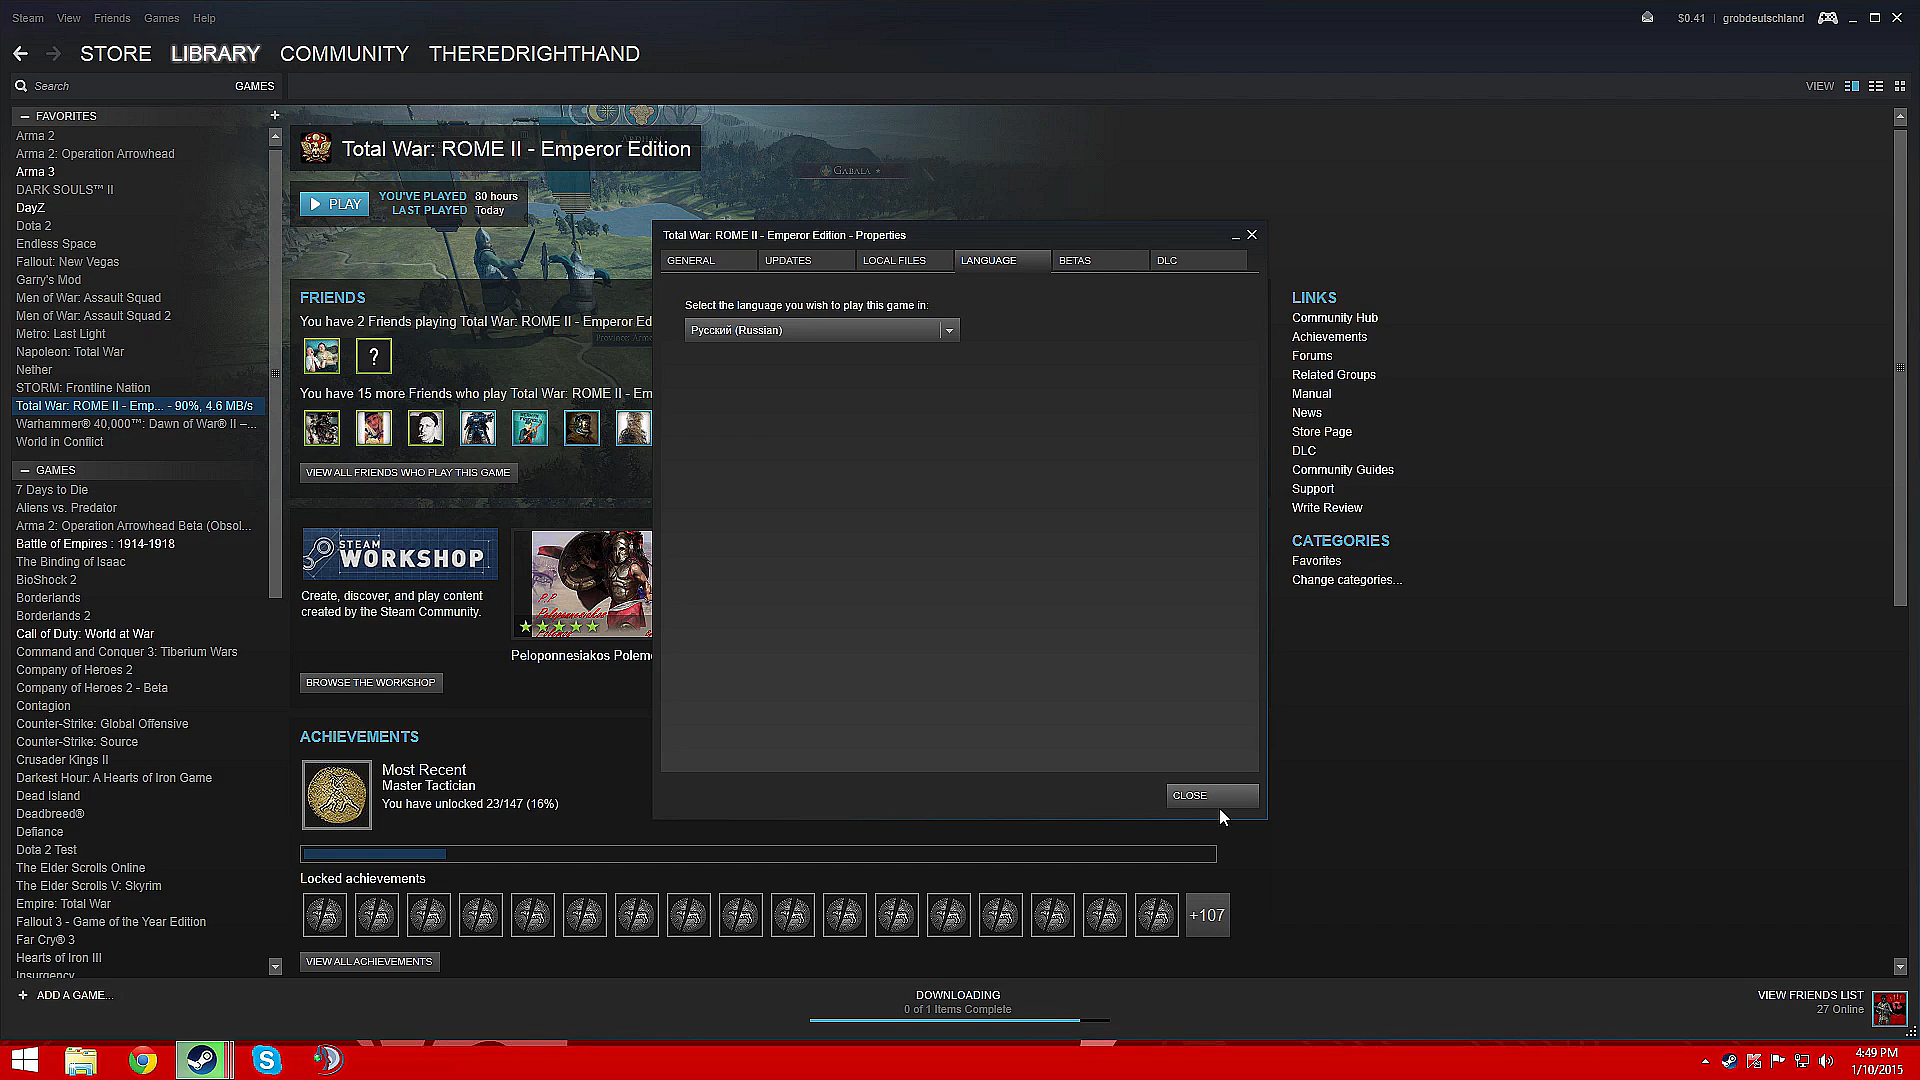 Steam View Friends Games Help
$0.41 | grobdeutschland
STORE LIBRARY COMMUNITY THEREDRIGHTHAND
Search GAMES
VIEW
— FAVORITES +
Arma 2
Arma 2: Operation Arrowhead
Arma 3
DARK SOULS™ II
DayZ
Dota 2
Endless Space
Fallout: New Vegas
Garry's Mod
Men of War: Assault Squad
Men of War: Assault Squad 2
Metro: Last Light
Napoleon: Total War
Nether
STORM: Frontline Nation
Total War: ROME II - Emp... - 90%, 4.6 MB/s
Warhammer® 40,000™: Dawn of War® II –...
World in Conflict
— GAMES
7 Days to Die
Aliens vs. Predator
Arma 2: Operation Arrowhead Beta (Obsol...
Battle of Empires : 1914-1918
The Binding of Isaac
BioShock 2
Borderlands
Borderlands 2
Call of Duty: World at War
Command and Conquer 3: Tiberium Wars
Company of Heroes 2
Company of Heroes 2 - Beta
Contagion
Counter-Strike: Global Offensive
Counter-Strike: Source
Crusader Kings II
Darkest Hour: A Hearts of Iron Game
Dead Island
Deadbreed®
Defiance
Dota 2 Test
The Elder Scrolls Online
The Elder Scrolls V: Skyrim
Empire: Total War
Fallout 3 - Game of the Year Edition
Far Cry® 3
Hearts of Iron III
Insurgency
+ ADD A GAME...
Total War: ROME II - Emperor Edition
GABALA
PLAY
YOU'VE PLAYED 80 hours
LAST PLAYED Today
FRIENDS
You have 2 Friends playing Total War: ROME II - Emperor Ed
?
You have 15 more Friends who play Total War: ROME II - Em
VIEW ALL FRIENDS WHO PLAY THIS GAME
STEAM
WORKSHOP
Create, discover, and play content
created by the Steam Community.
Peloponnesiakos Polem
BROWSE THE WORKSHOP
ACHIEVEMENTS
Most Recent
Master Tactician
You have unlocked 23/147 (16%)
Locked achievements
+107
VIEW ALL ACHIEVEMENTS
Total War: ROME II - Emperor Edition - Properties
GENERAL UPDATES LOCAL FILES LANGUAGE BETAS DLC
Select the language you wish to play this game in:
Русский (Russian)
CLOSE
LINKS
Community Hub
Achievements
Forums
Related Groups
Manual
News
Store Page
DLC
Community Guides
Support
Write Review
CATEGORIES
Favorites
Change categories...
DOWNLOADING
0 of 1 Items Complete
VIEW FRIENDS LIST
27 Online
4:49 PM
1/10/2015